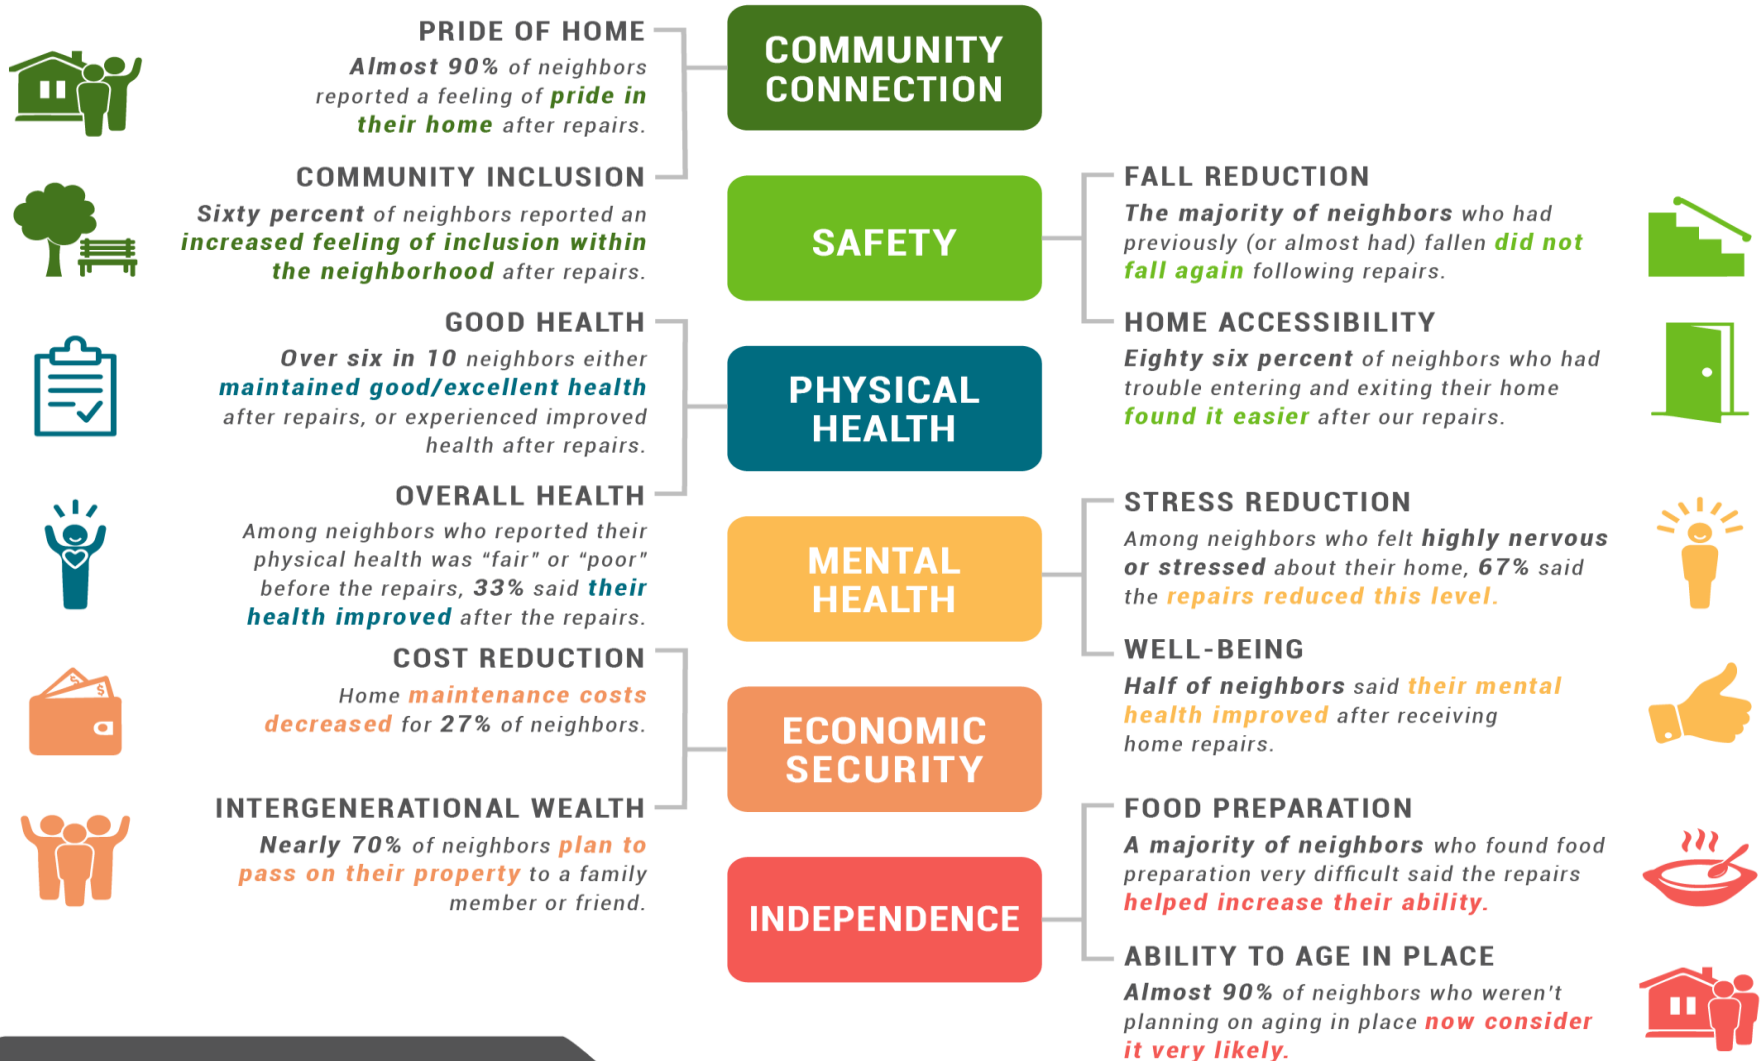 COMMUNITY
CONNECTION
PRIDE OF HOME
Almost 90% of neighbors
reported a feeling of pride in
their home after repairs.
COMMUNITY INCLUSION
Sixty percent of neighbors reported an
increased feeling of inclusion within
the neighborhood after repairs.
SAFETY
FALL REDUCTION
The majority of neighbors who had
previously (or almost had) fallen did not
fall again following repairs.
HOME ACCESSIBILITY
Eighty six percent of neighbors who had
trouble entering and exiting their home
found it easier after our repairs.
PHYSICAL
HEALTH
GOOD HEALTH
Over six in 10 neighbors either
maintained good/excellent health
after repairs, or experienced improved
health after repairs.
OVERALL HEALTH
Among neighbors who reported their
physical health was “fair” or “poor”
before the repairs, 33% said their
health improved after the repairs.
MENTAL
HEALTH
STRESS REDUCTION
Among neighbors who felt highly nervous
or stressed about their home, 67% said
the repairs reduced this level.
WELL-BEING
Half of neighbors said their mental
health improved after receiving
home repairs.
ECONOMIC
SECURITY
COST REDUCTION
Home maintenance costs
decreased for 27% of neighbors.
INTERGENERATIONAL WEALTH
Nearly 70% of neighbors plan to
pass on their property to a family
member or friend.
INDEPENDENCE
FOOD PREPARATION
A majority of neighbors who found food
preparation very difficult said the repairs
helped increase their ability.
ABILITY TO AGE IN PLACE
Almost 90% of neighbors who weren't
planning on aging in place now consider
it very likely.